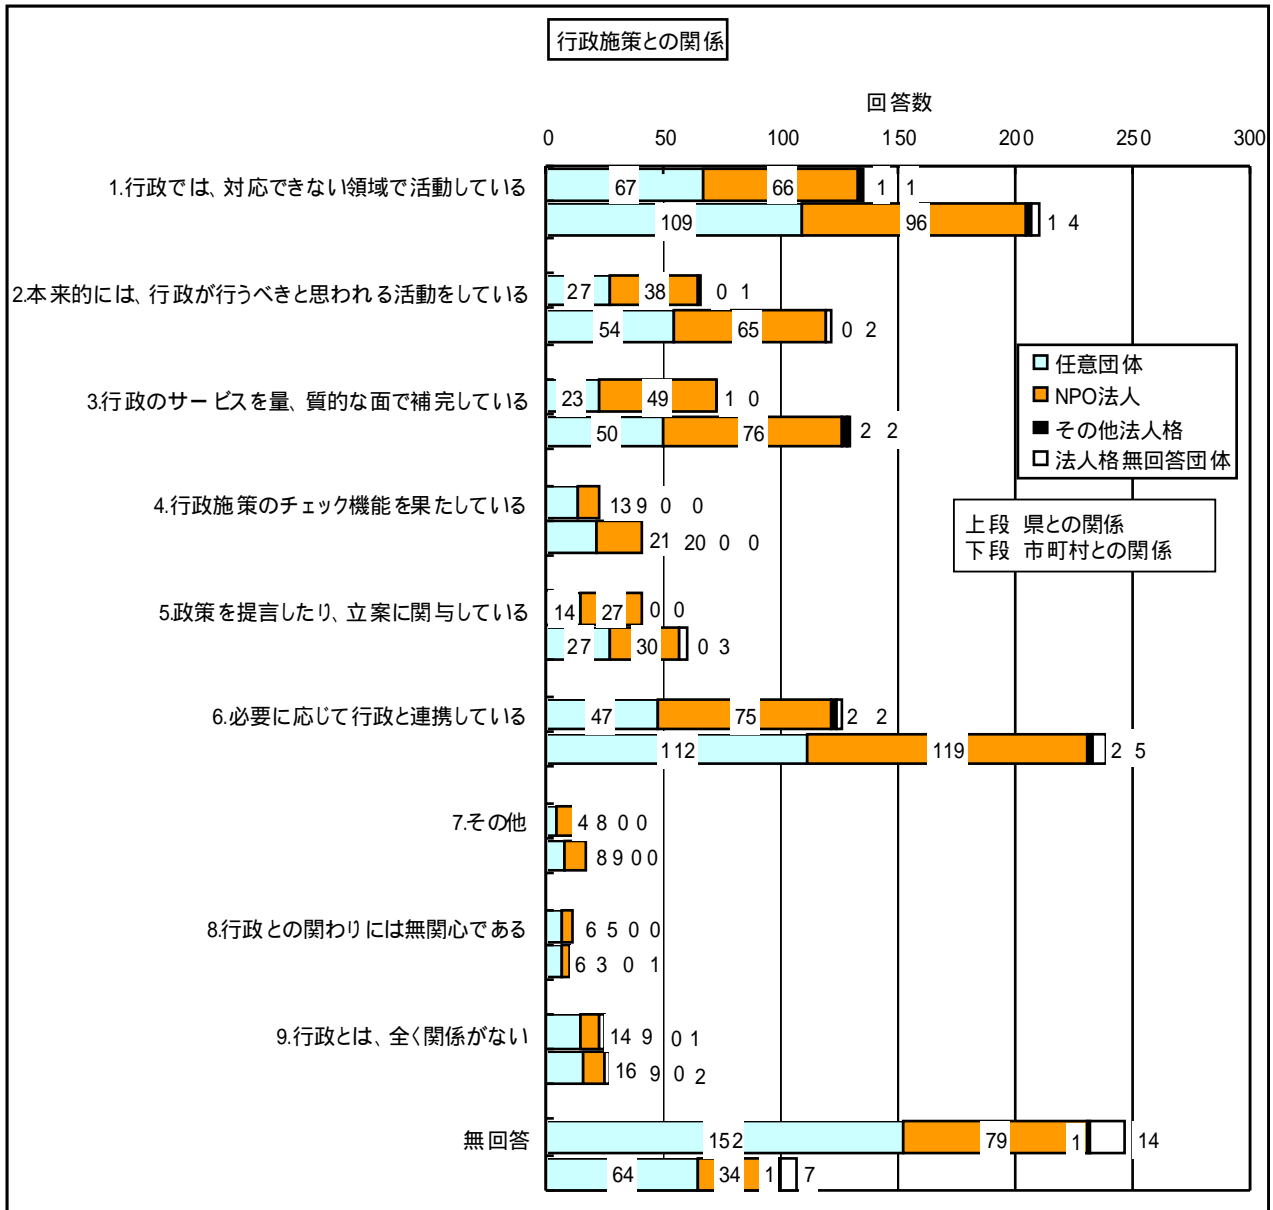 行政施策との関係
回答数
0 50 100 150 200 250 300
1.行政では、対応できない領域で活動している
67 66 1 1
109 96 1 4
2.本来的には、行政が行うべきと思われる活動をしている
27 38 0 1
54 65 0 2
3.行政のサービスを量、質的な面で補完している
23 49 1 0
50 76 2 2
4.行政施策のチェック機能を果たしている
13 9 0 0
21 20 0 0
5.政策を提言したり、立案に関与している
14 27 0 0
27 30 0 3
6.必要に応じて行政と連携している
47 75 2 2
112 119 2 5
7.その他
4 8 0 0
8 9 0 0
8.行政との関わりには無関心である
6 5 0 0
6 3 0 1
9.行政とは、全く関係がない
14 9 0 1
16 9 0 2
無回答
152 79 1 14
64 34 1 7
任意団体
NPO法人
その他法人格
法人格無回答団体
上段 県との関係
下段 市町村との関係